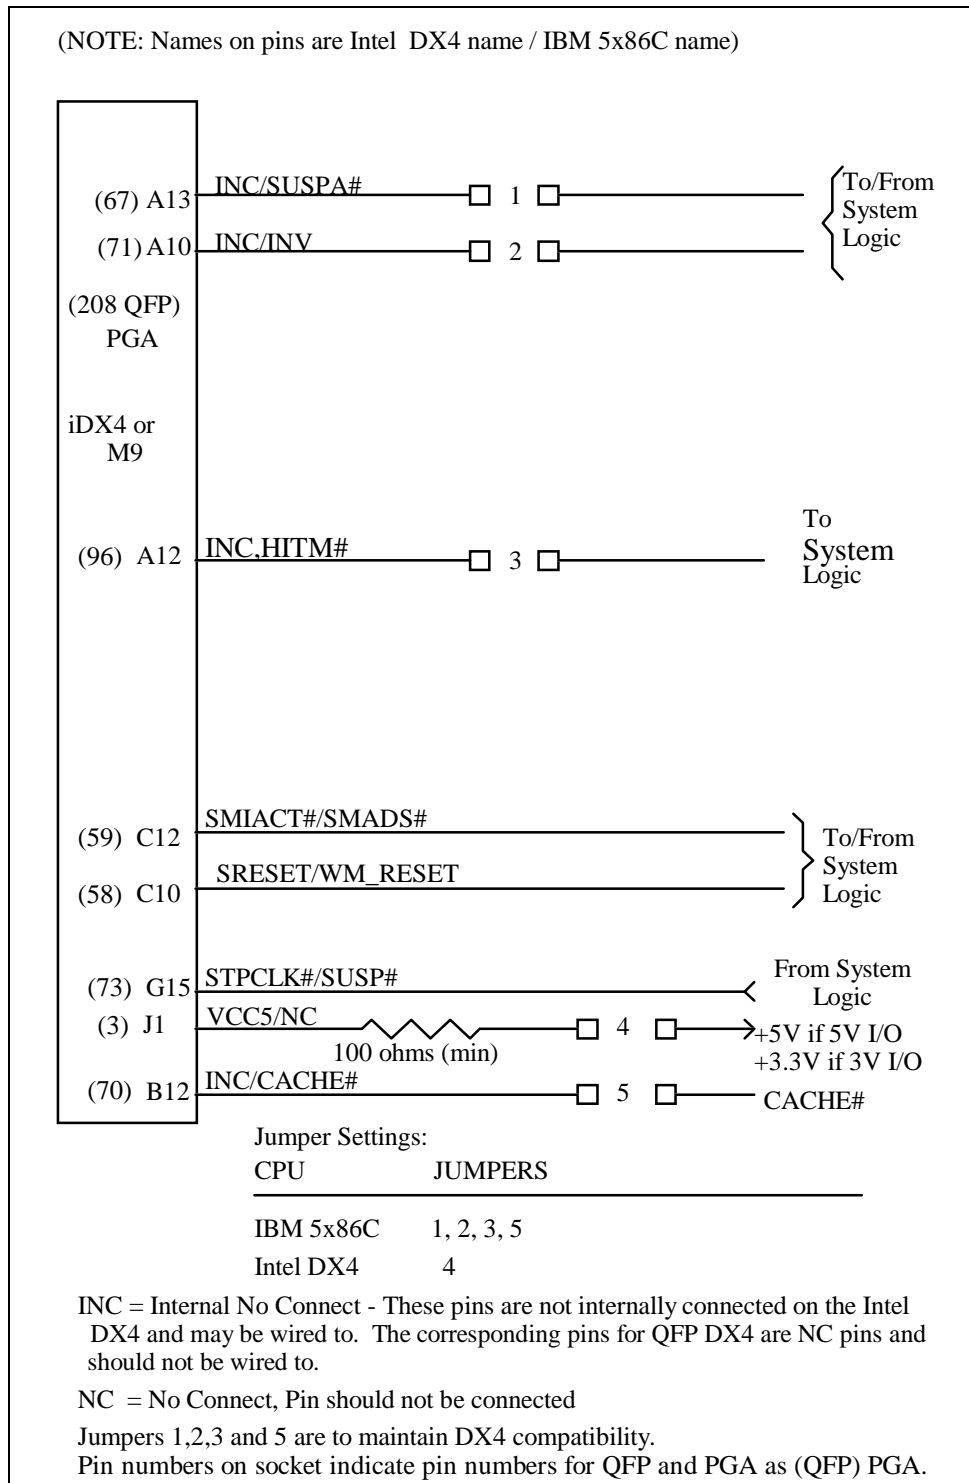 (NOTE: Names on pins are Intel DX4 name / IBM 5x86C name)
(67) A13 INC/SUSPA# 1
(71) A10 INC/INV 2
To/From
System
Logic
(208 QFP)
PGA
iDX4 or
M9
(96) A12 INC,HITM# 3
To
System
Logic
(59) C12 SMIACT#/SMADS#
(58) C10 SRESET/WM_RESET
To/From
System
Logic
(73) G15 STPCLK#/SUSP#
From System
Logic
(3) J1 VCC5/NC 4
100 ohms (min)
+5V if 5V I/O
+3.3V if 3V I/O
(70) B12 INC/CACHE# 5 CACHE#
Jumper Settings:
CPU JUMPERS
IBM 5x86C 1, 2, 3, 5
Intel DX4 4
INC = Internal No Connect - These pins are not internally connected on the Intel
DX4 and may be wired to. The corresponding pins for QFP DX4 are NC pins and
should not be wired to.
NC = No Connect, Pin should not be connected
Jumpers 1,2,3 and 5 are to maintain DX4 compatibility.
Pin numbers on socket indicate pin numbers for QFP and PGA as (QFP) PGA.